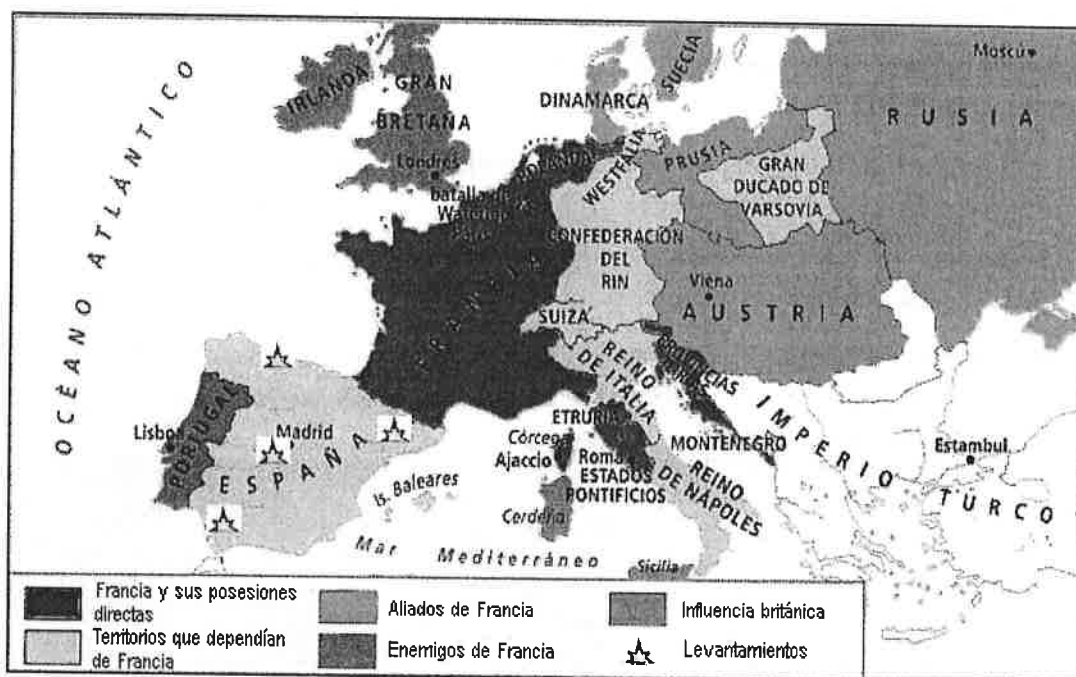 OCÈANO ATLÀNTICO
IRLANDA
GRAN
BRETAÑA
Londres
DINAMARCA
SUECIA
Moscú
RUSIA
HOLANDA
WESTFALIA
PRUSIA
GRAN
DUCADO DE
VARSOVIA
batalla de
Waterloo
París
FRANCIA
CONFEDERACIÓN
DEL
RIN
Viena
AUSTRIA
SUIZA
REINO
DE ITALIA
PROVINCIAS
IMPERIO TURCO
Estambul
MONTENEGRO
ETRURIA
Córcega
Ajaccio
Roma
ESTADOS
PONTIFICIOS
REINO
DE NÁPOLES
Cerdeña
Sicilia
Lisboa
PORTUGAL
Madrid
ESPAÑA
Is. Baleares
Mar Mediterráneo
Francia y sus posesiones
directas
Territorios que dependían
de Francia
Aliados de Francia
Enemigos de Francia
Influencia británica
Levantamientos